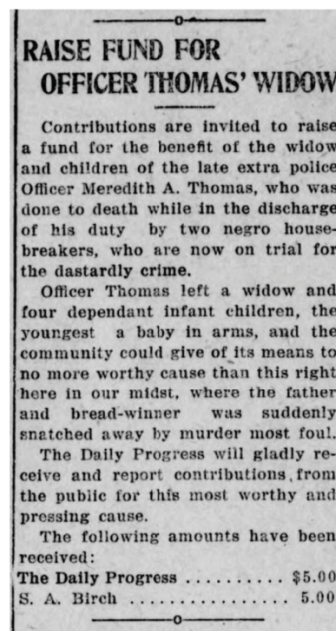 RAISE FUND FOR
OFFICER THOMAS' WIDOW
Contributions are invited to raise
a fund for the benefit of the widow
and children of the late extra police
Officer Meredith A. Thomas, who was
done to death while in the discharge
of his duty by two negro house-
breakers, who are now on trial for
the dastardly crime.
Officer Thomas left a widow and
four dependant infant children, the
youngest a baby in arms, and the
community could give of its means to
no more worthy cause than this right
here in our midst, where the father
and bread-winner was suddenly
snatched away by murder most foul.
The Daily Progress will gladly re-
ceive and report contributions, from
the public for this most worthy and
pressing cause.
The following amounts have been
received:
The Daily Progress .......... $5.00
S. A. Birch ............... 5.00